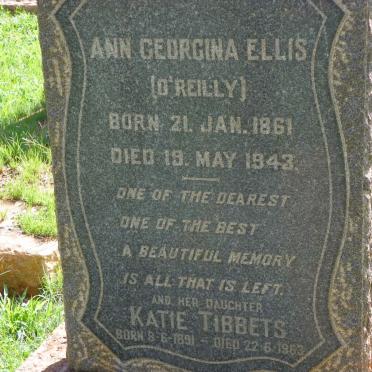 ANN GEORGINA ELLIS
(O'REILLY)
BORN 21. JAN. 1861
DIED 19. MAY 1943.
ONE OF THE DEAREST
ONE OF THE BEST
A BEAUTIFUL MEMORY
IS ALL THAT IS LEFT.
AND HER DAUGHTER
KATIE TIBBETS
BORN 8-6-1891 - DIED 22-6-1963